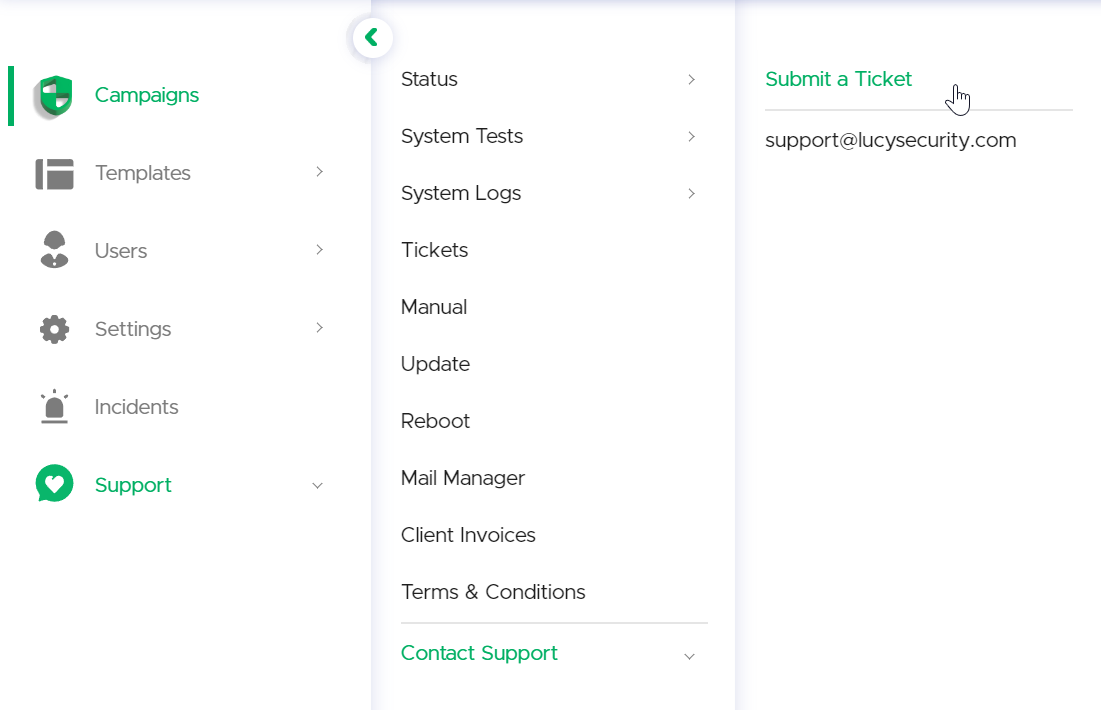 Campaigns
Templates
Users
Settings
Incidents
Support
Status
System Tests
System Logs
Tickets
Manual
Update
Reboot
Mail Manager
Client Invoices
Terms & Conditions
Contact Support
Submit a Ticket
support@lucysecurity.com